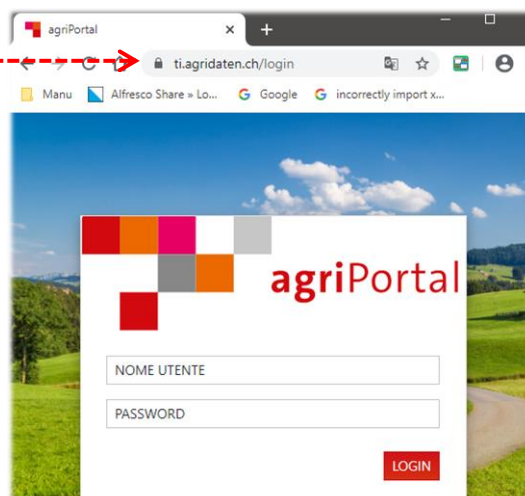 agriPortal
ti.agridaten.ch/login
Manu Alfresco Share » Lo... Google incorrectly import x...
agriPortal
NOME UTENTE
PASSWORD
LOGIN